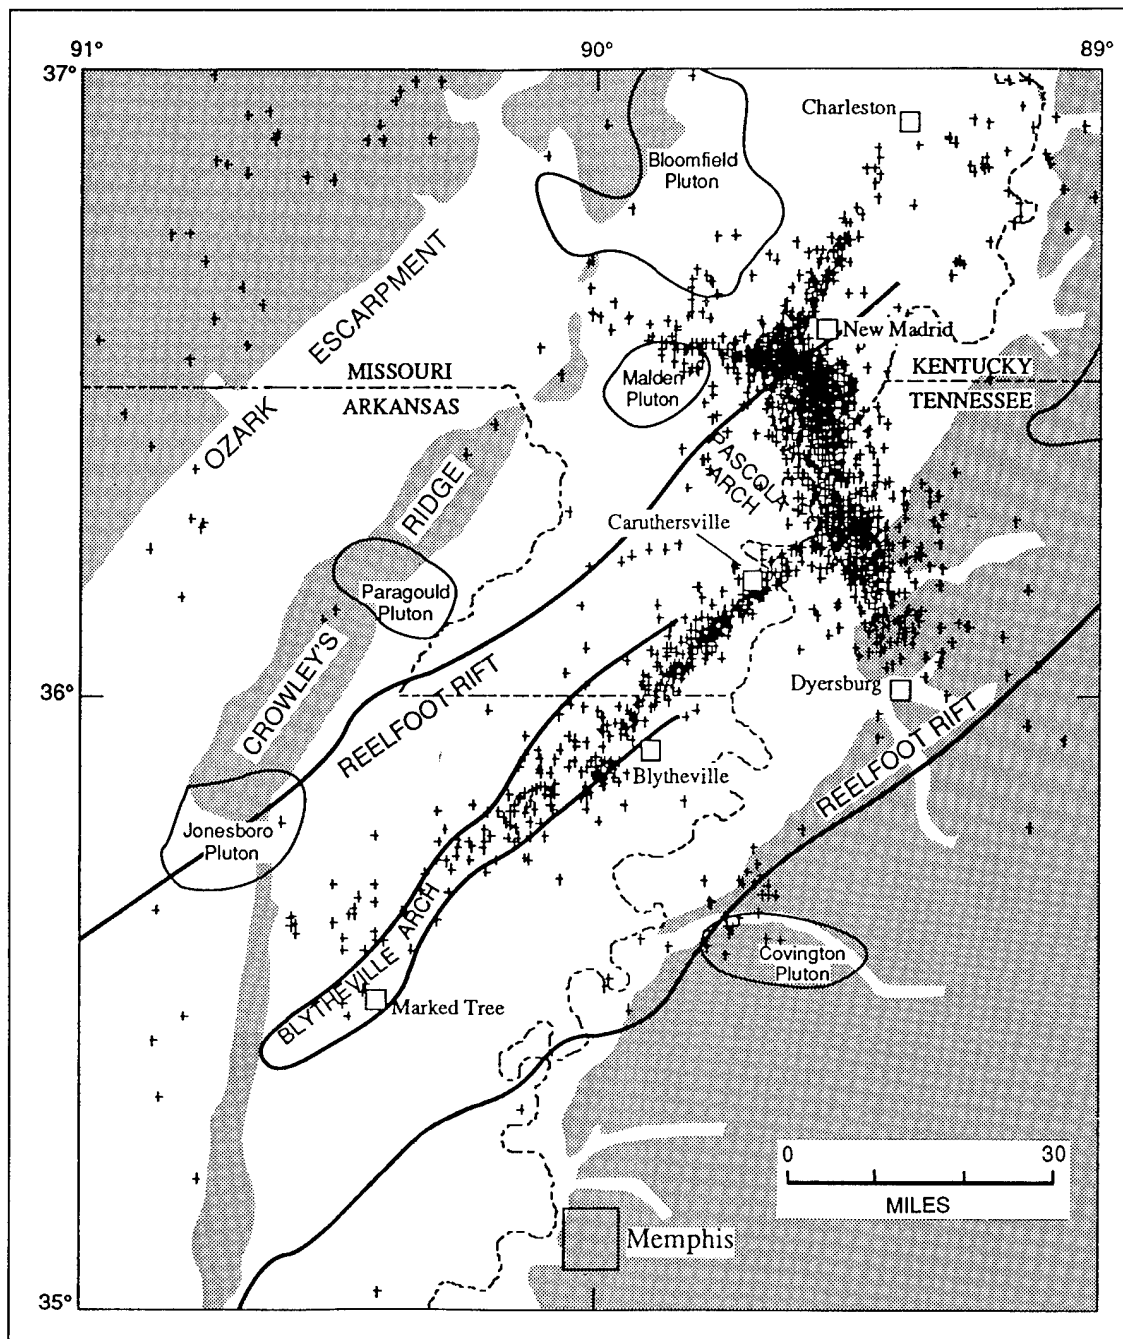 91°
90°
89°
37°
Charleston
Bloomfield
Pluton
ESCARPMENT
OZARK
New Madrid
MISSOURI
ARKANSAS
KENTUCKY
TENNESSEE
Malden
Pluton
PASCOLA
ARCH
RIDGE
CROWLEY'S
Caruthersville
Paragould
Pluton
36°
REELFOOT RIFT
Dyersburg
Blytheville
REELFOOT RIFT
Jonesboro
Pluton
BLYTHEVILLE ARCH
Covington
Pluton
Marked Tree
0
30
MILES
Memphis
35°